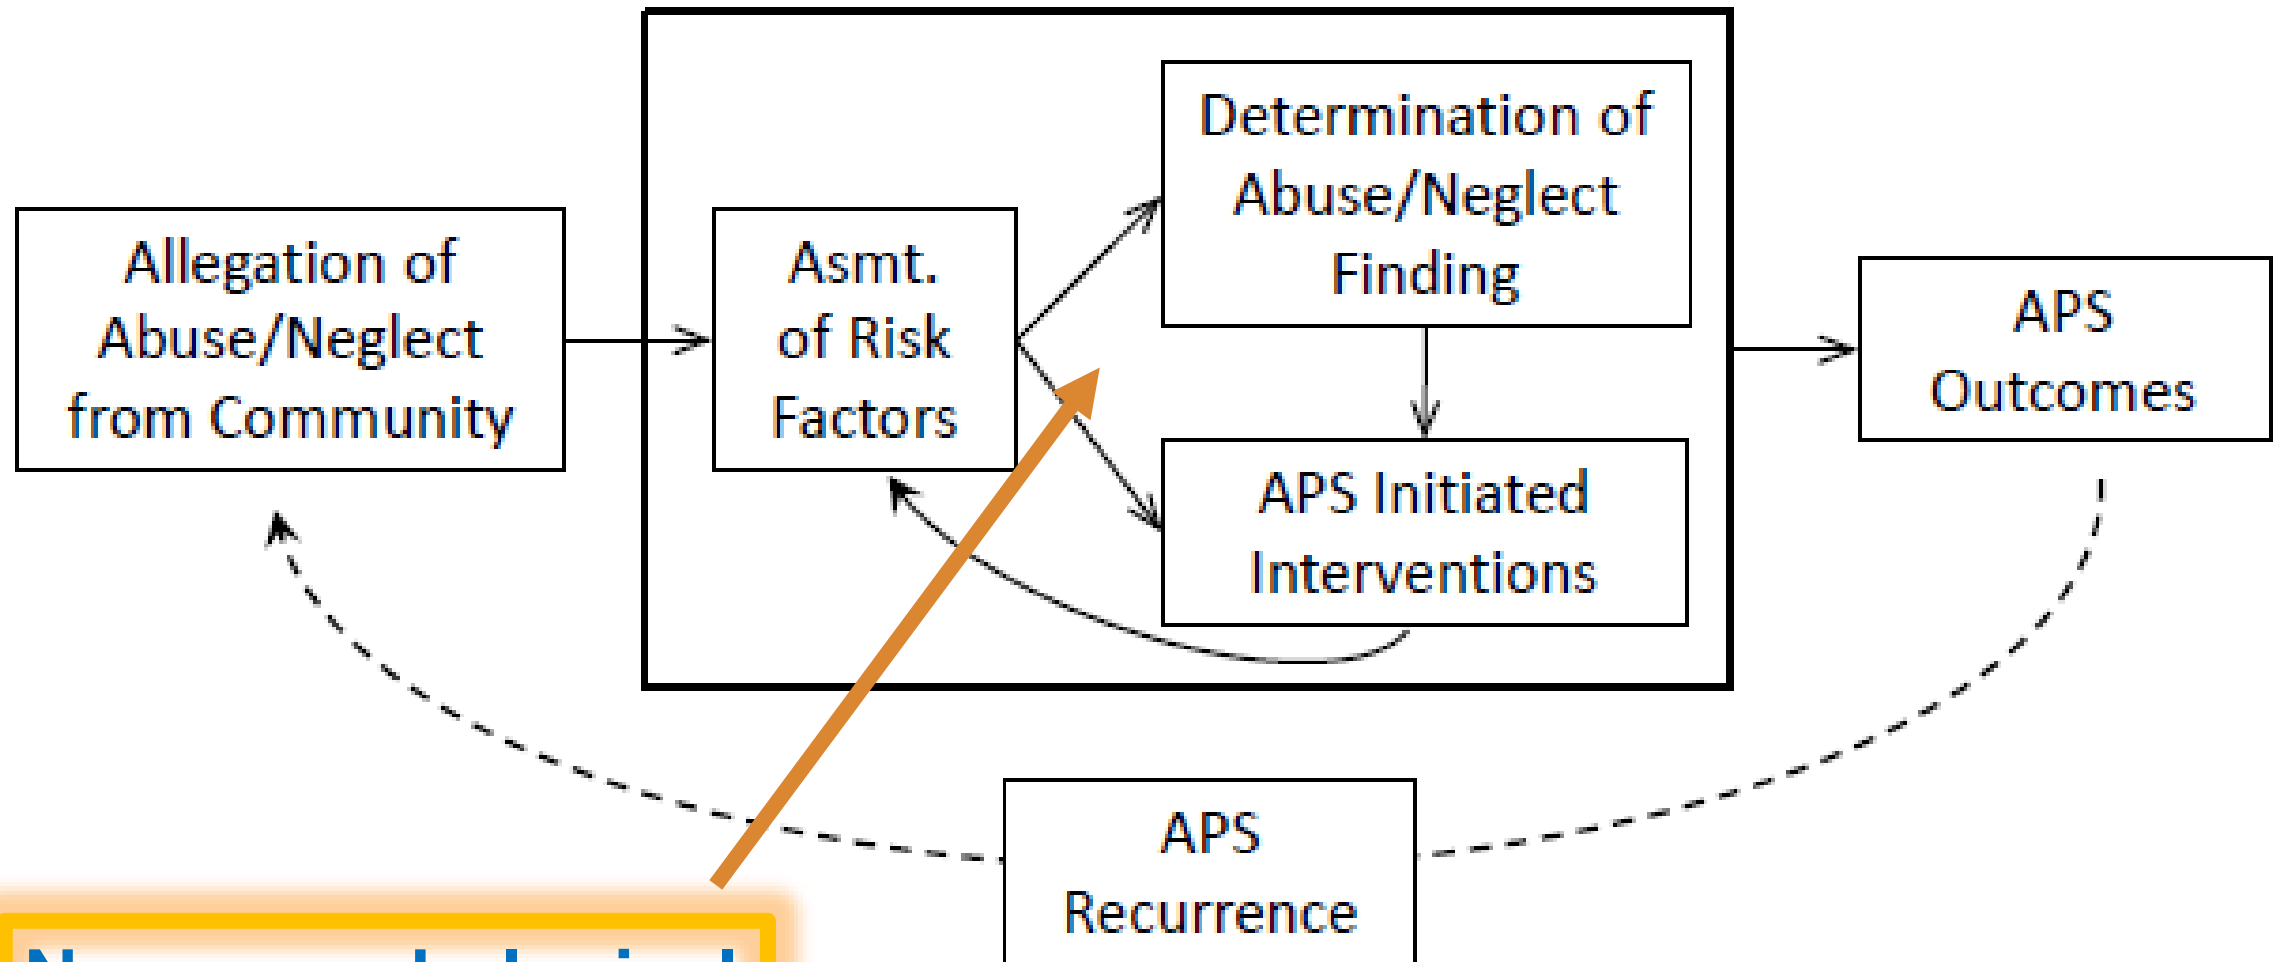 Allegation of
Abuse/Neglect
from Community
Asmt.
of Risk
Factors
Determination of
Abuse/Neglect
Finding
APS Initiated
Interventions
APS
Outcomes
APS
Recurrence